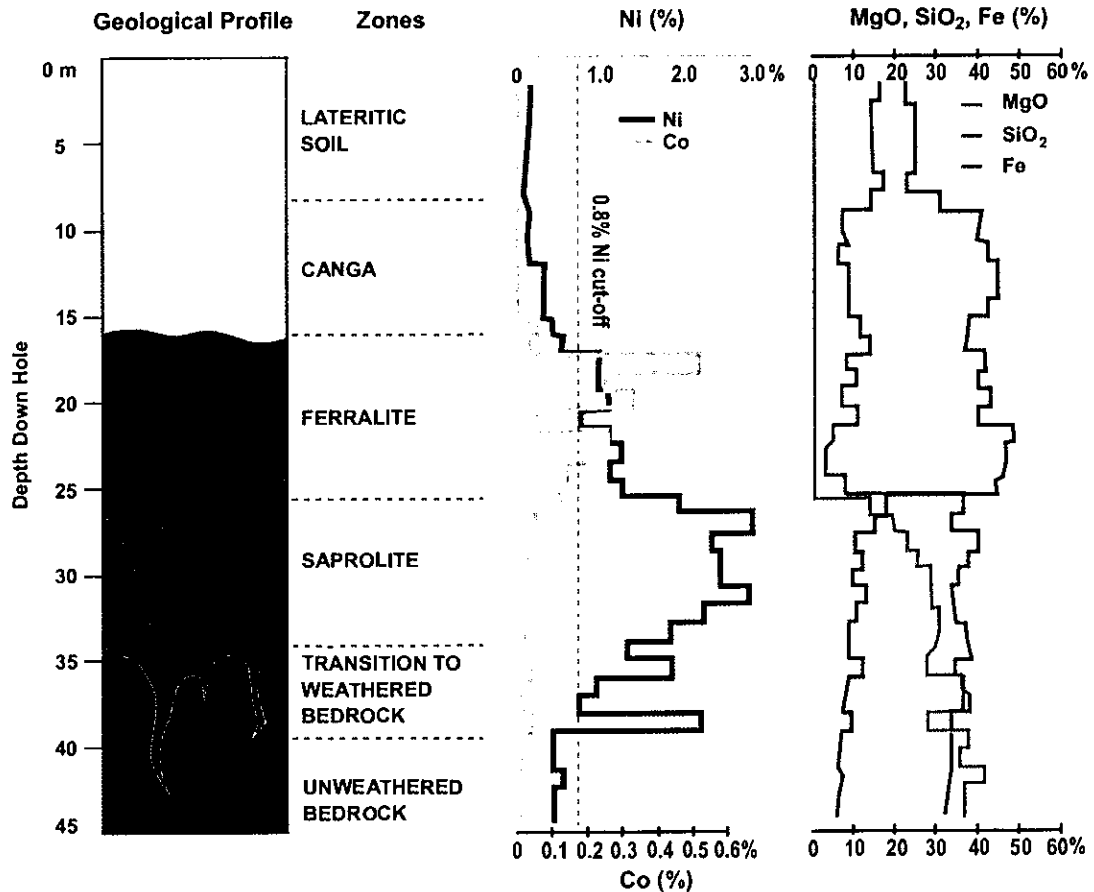 Geological Profile
Zones
Ni (%)
MgO, SiO₂, Fe (%)
0 m
5
10
15
20
25
30
35
40
45
Depth Down Hole
LATERITIC
SOIL
CANGA
FERRALITE
SAPROLITE
TRANSITION TO
WEATHERED
BEDROCK
UNWEATHERED
BEDROCK
0 1.0 2.0 3.0 %
Ni
Co
0.8% Ni cut-off
0 0.1 0.2 0.3 0.4 0.5 0.6%
Co (%)
0 10 20 30 40 50 60%
MgO
SiO₂
Fe
0 10 20 30 40 50 60%